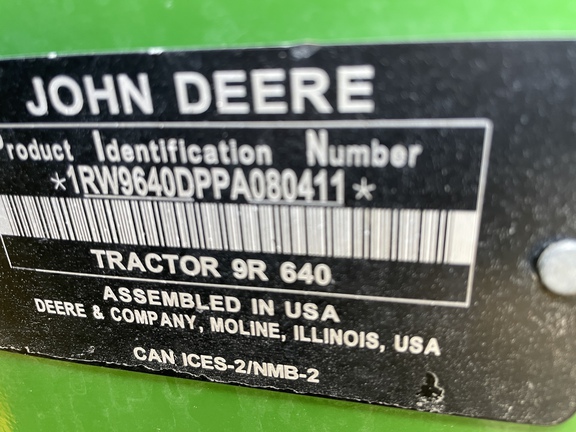 JOHN DEERE
Product Identification Number
*1RW9640DPPA080411*
TRACTOR 9R 640
ASSEMBLED IN USA
DEERE & COMPANY, MOLINE, ILLINOIS, USA
CAN ICES-2/NMB-2